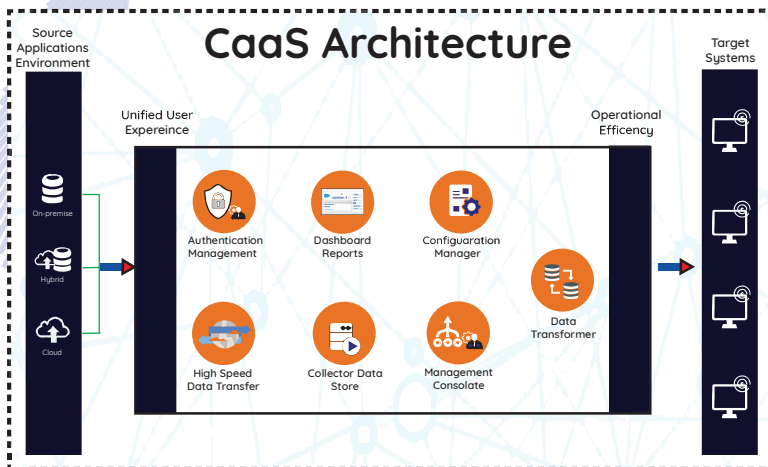 CaaS Architecture
Source
Applications
Environment
On-premise
Hybrid
Cloud
Unified User
Expereince
Authentication
Management
Dashboard
Reports
Configuaration
Manager
High Speed
Data Transfer
Collector Data
Store
Management
Consolate
Data
Transformer
Operational
Efficency
Target
Systems